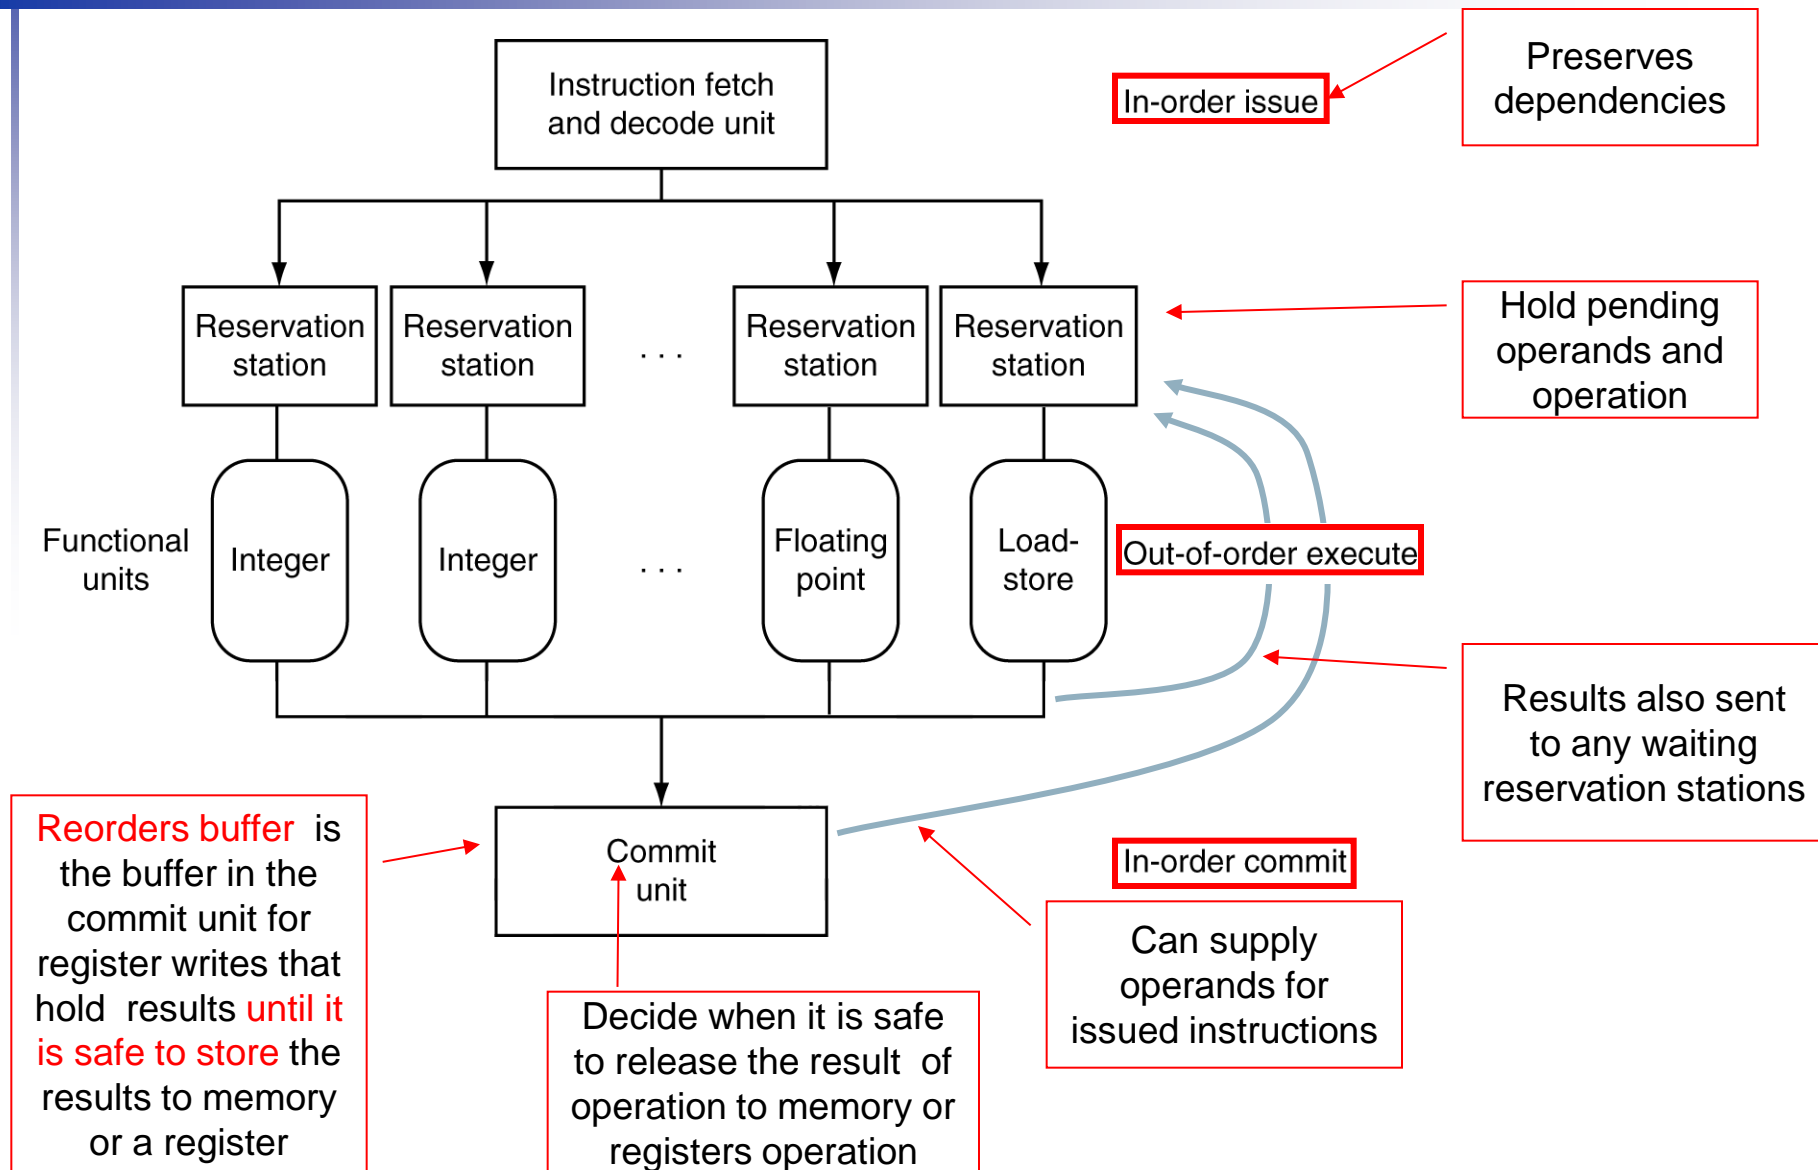 Instruction fetch
and decode unit
In-order issue
Preserves
dependencies
Reservation
station
Reservation
station
. . .
Reservation
station
Reservation
station
Hold pending
operands and
operation
Functional
units
Integer
Integer
. . .
Floating
point
Load-
store
Out-of-order execute
Results also sent
to any waiting
reservation stations
Reorders buffer is
the buffer in the
commit unit for
register writes that
hold results until it
is safe to store the
results to memory
or a register
Commit
unit
In-order commit
Can supply
operands for
issued instructions
Decide when it is safe
to release the result of
operation to memory or
registers operation